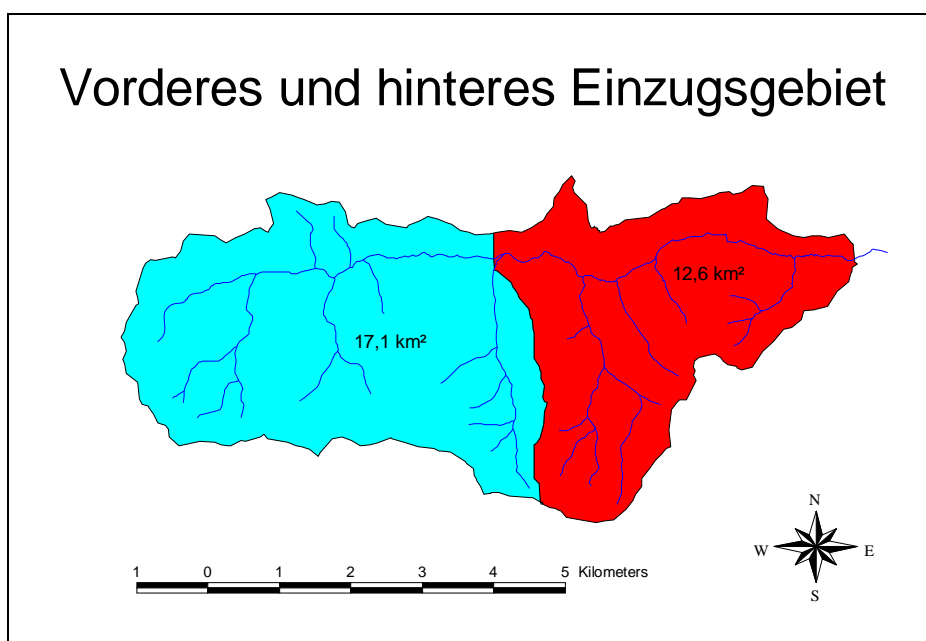 Vorderes und hinteres Einzugsgebiet
12,6 km²
17,1 km²
N
W E
S
1 0 1 2 3 4 5 Kilometers